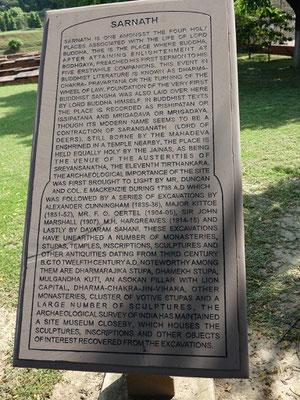 SARNATH
SARNATH IS ONE AMONGST THE FOUR HOLY
PLACES ASSOCIATED WITH THE LIFE OF LORD
BUDDHA. THIS IS THE PLACE WHERE BUDDHA,
AFTER ATTAINING ENLIGHTENMENT AT
BODHGAYA, PREACHED HIS FIRST SERMON TO HIS
FIVE ERSTWHILE COMPANIONS. THIS EVENT IN
BUDDHIST LITERATURE IS KNOWN AS DHARMA-
CHAKRA- PRAVARTANA OR THE TURNING OF THE
WHEEL OF LAW. FOUNDATION OF THE VERY FIRST
BUDDHIST SANGHA WAS ALSO LAID OVER HERE
BY LORD BUDDHA HIMSELF. IN BUDDHIST TEXTS
THE PLACE IS RECORDED AS RISHIPATAN OR
ISSIPATANA AND MRIGADAVA OR MRIGADAYA,
THOUGH ITS MODERN NAME SEEMS TO BE A
CONTRACTION OF SARANGANATH (LORD OF
DEERS), STILL BORNE BY THE MAHADEVA
ENSHRINED IN A TEMPLE NEARBY, THE PLACE IS
HELD EQUALLY HOLY BY THE JAINAS, AS BEING
THE VENUE OF THE AUSTERITIES OF
SREYANSANATHA, THE ELEVENTH TIRTHANKARA.
THE ARCHAEOLOGICAL IMPORTANCE OF THE SITE
WAS FIRST BROUGHT TO LIGHT BY MR. DUNCAN
AND COL. E MACKENZIE DURING 1798 A.D WHICH
WAS FOLLOWED BY A SERIES OF EXCAVATIONS BY
ALEXANDER CUNNINGHAM (1835-36), MAJOR KITTOE
(1851-52), MR. F. O. OERTEL (1904-05), SIR JOHN
MARSHALL (1907), M.H. HARGREAVES (1914-15) AND
LASTLY BY DAYARAM SAHANI. THESE EXCAVATIONS
HAVE UNEARTHED A NUMBER OF MONASTERIES,
STUPAS, TEMPLES, INSCRIPTIONS, SCULPTURES AND
OTHER ANTIQUITIES DATING FROM THIRD CENTURY
B.C TO TWELFTH CENTURY A.D. NOTEWORTHY AMONG
THEM ARE DHARMARAJIKA STUPA, DHAMEKH STUPA,
MULGANDHA KUTI, AN ASOKAN PILLAR WITH LION
CAPITAL, DHARMA-CHAKRA-JIN-VIHARA, OTHER
MONASTERIES, CLUSTER OF VOTIVE STUPAS AND A
LARGE NUMBER OF SCULPTURES. THE
ARCHAEOLOGICAL SURVEY OF INDIA HAS MAINTAINED
A SITE MUSEUM CLOSEBY, WHICH HOUSES THE
SCULPTURES, INSCRIPTIONS AND OTHER OBJECTS
OF INTEREST RECOVERED FROM THE EXCAVATIONS.